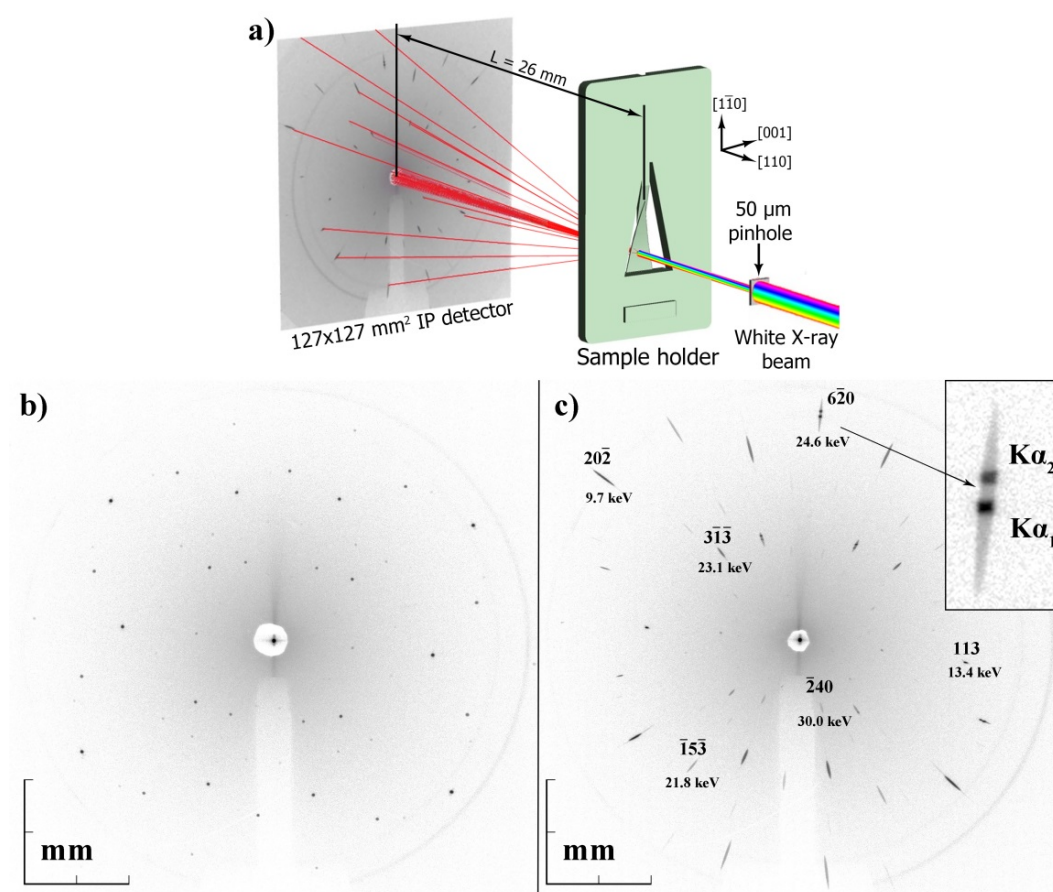 a)
L = 26 mm
[11̅0]
[001]
[110]
50 µm
pinhole
127x127 mm² IP detector
Sample holder
White X-ray
beam
b)
mm
c)
62̅0
24.6 keV
Kα₂
Kα₁
202̅
9.7 keV
31̅3̅
23.1 keV
113
13.4 keV
2̅40
30.0 keV
1̅53̅
21.8 keV
mm